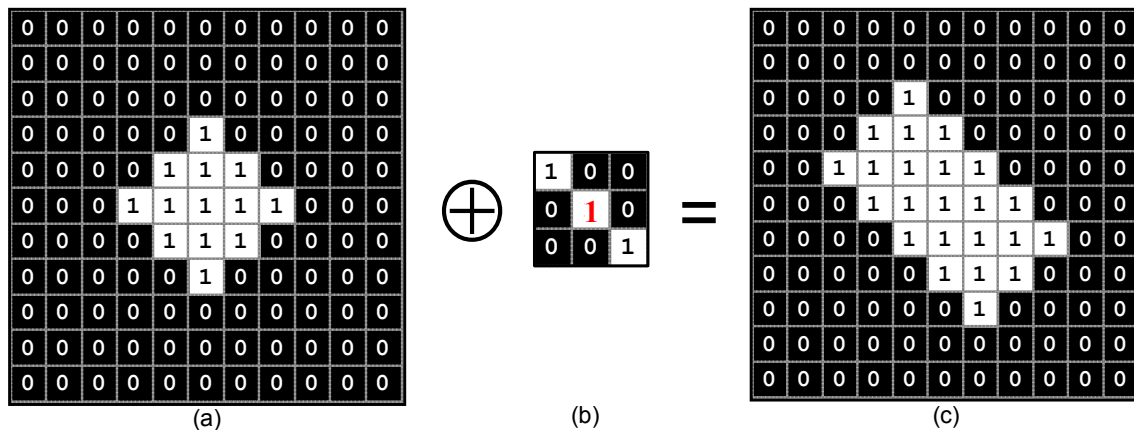 0 0 0 0 0 0 0 0 0 0 0
0 0 0 0 0 0 0 0 0 0 0
0 0 0 0 0 0 0 0 0 0 0
0 0 0 0 0 1 0 0 0 0 0
0 0 0 0 1 1 1 0 0 0 0
0 0 0 1 1 1 1 1 0 0 0
0 0 0 0 1 1 1 0 0 0 0
0 0 0 0 0 1 0 0 0 0 0
0 0 0 0 0 0 0 0 0 0 0
0 0 0 0 0 0 0 0 0 0 0
0 0 0 0 0 0 0 0 0 0 0
(a)
⊕
1 0 0
0 1 0
0 0 1
(b)
=
0 0 0 0 0 0 0 0 0 0 0
0 0 0 0 0 0 0 0 0 0 0
0 0 0 0 1 0 0 0 0 0 0
0 0 0 1 1 1 0 0 0 0 0
0 0 1 1 1 1 1 0 0 0 0
0 0 0 1 1 1 1 1 0 0 0
0 0 0 0 1 1 1 1 1 0 0
0 0 0 0 0 1 1 1 0 0 0
0 0 0 0 0 0 1 0 0 0 0
0 0 0 0 0 0 0 0 0 0 0
0 0 0 0 0 0 0 0 0 0 0
(c)